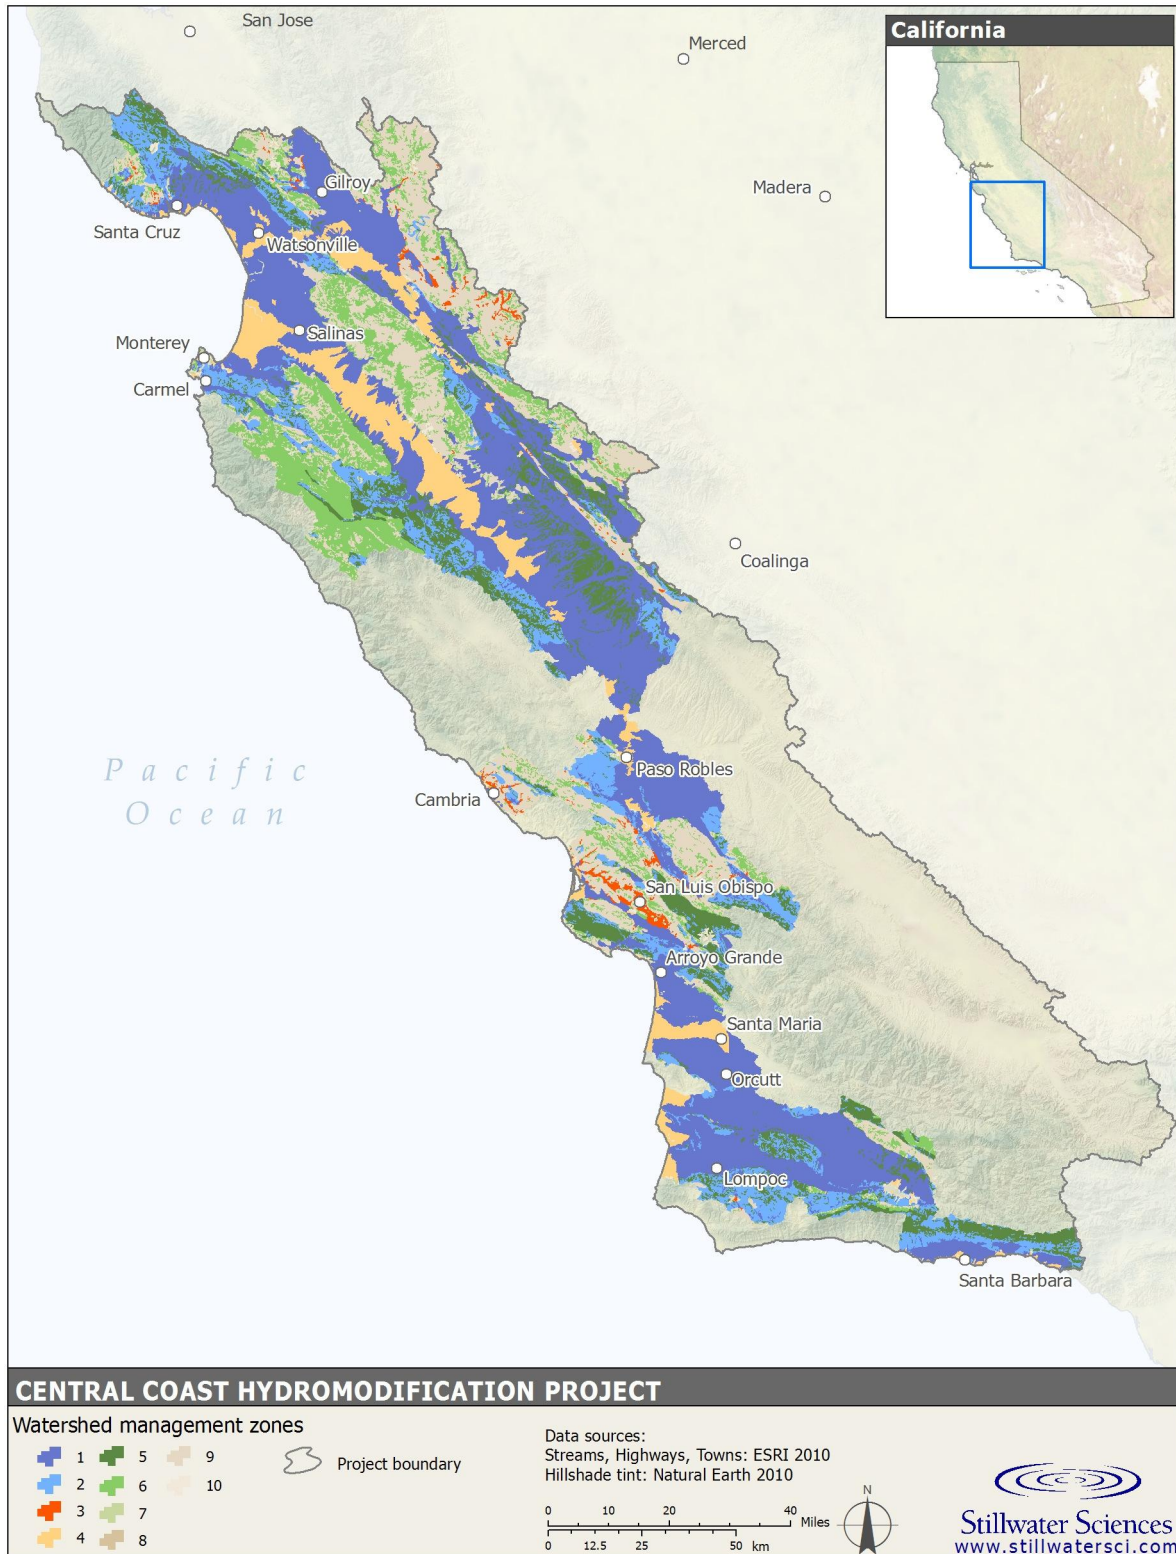 San Jose
Merced
California
Madera
Gilroy
Santa Cruz
Watsonville
Salinas
Monterey
Carmel
Coalinga
Pacific
Ocean
Paso Robles
Cambria
San Luis Obispo
Arroyo Grande
Santa Maria
Orcutt
Lompoc
Santa Barbara
CENTRAL COAST HYDROMODIFICATION PROJECT
Watershed management zones
1
2
3
4
5
6
7
8
9
10
Project boundary
Data sources:
Streams, Highways, Towns: ESRI 2010
Hillshade tint: Natural Earth 2010
0 10 20 40 Miles
0 12.5 25 50 km
N
Stillwater Sciences
www.stillwatersci.com